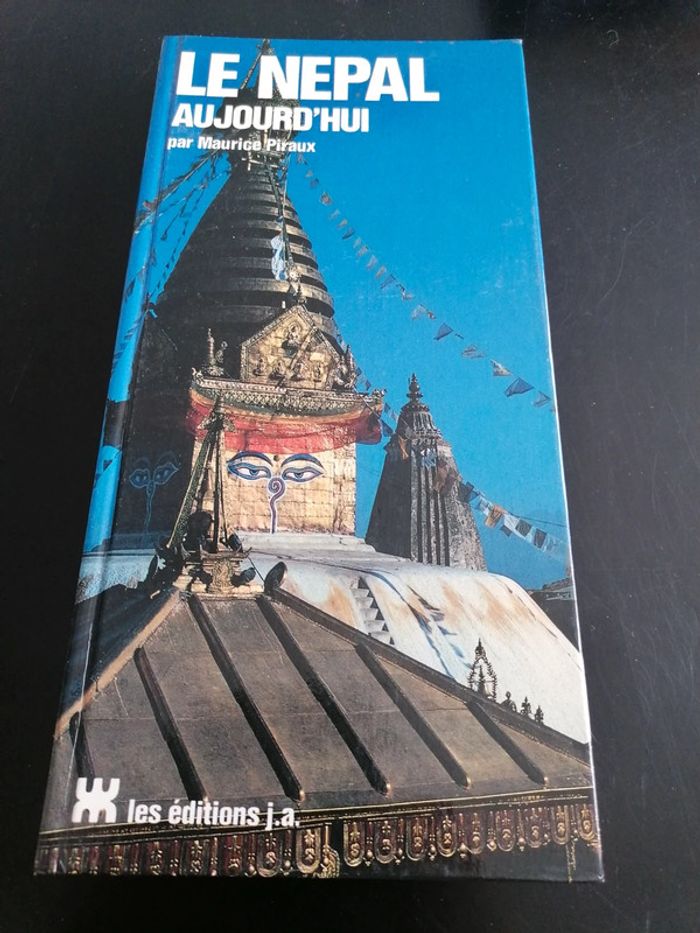 LE NEPAL
AUJOURD'HUI
par Maurice Piraux
les éditions j.a.